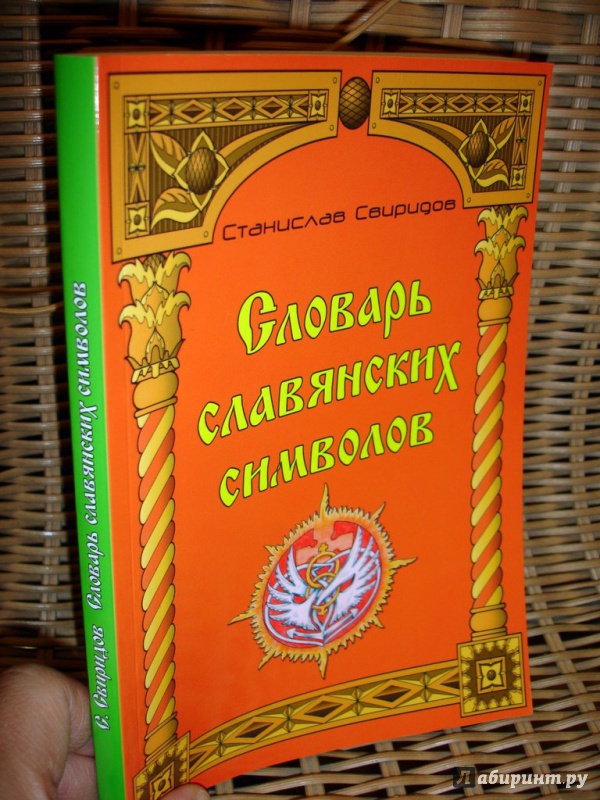 Станислав Свиридов
Словарь
славянских
символов
С. Свиридов Словарь славянских символов
Лабиринт.ру